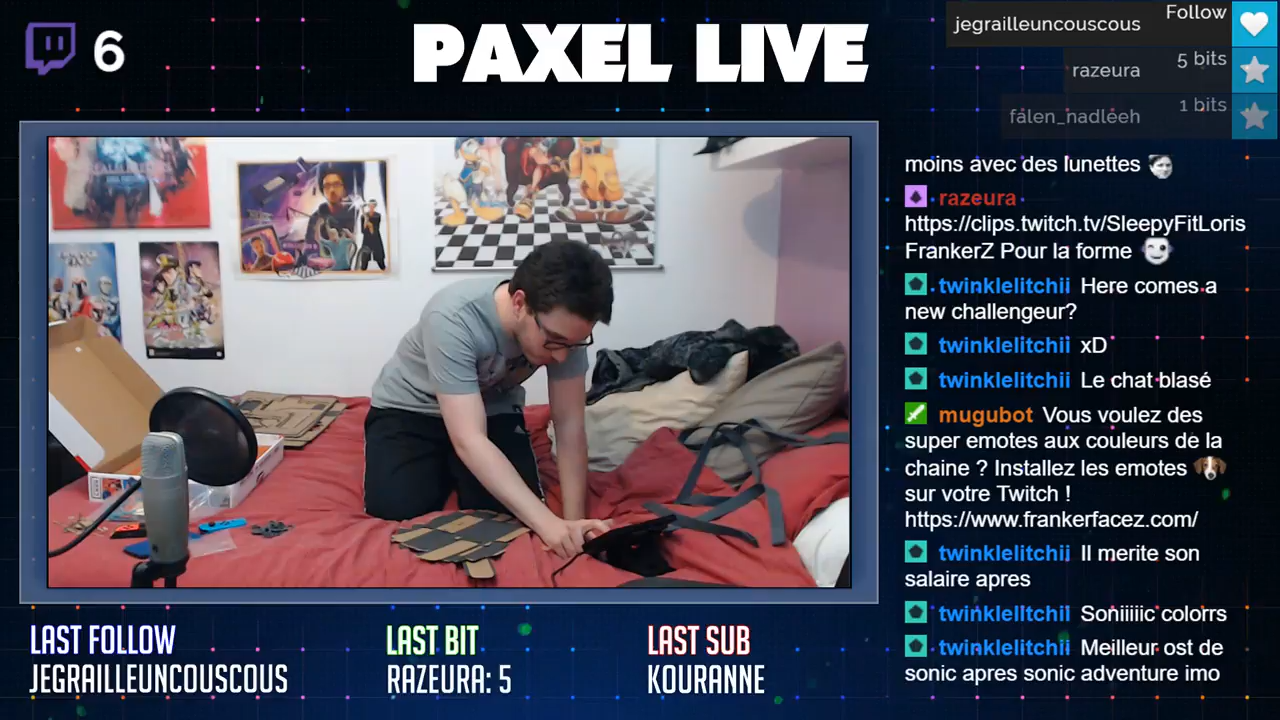 6
PAXEL LIVE
jegrailleuncouscous Follow
razeura 5 bits
falen_nadleeh 1 bits
moins avec des lunettes
razeura
https://clips.twitch.tv/SleepyFitLoris
FrankerZ Pour la forme
twinklelitchii Here comes a
new challengeur?
twinklelitchii xD
twinklelitchii Le chat blasé
mugubot Vous voulez des
super emotes aux couleurs de la
chaine ? Installez les emotes
sur votre Twitch !
https://www.frankerfacez.com/
twinklelitchii Il merite son
salaire apres
twinklelitchii Soniiiiic colorrs
twinklelitchii Meilleur ost de
sonic apres sonic adventure imo
LAST FOLLOW
JEGRAILLEUNCOUSCOUS
LAST BIT
RAZEURA: 5
LAST SUB
KOURANNE